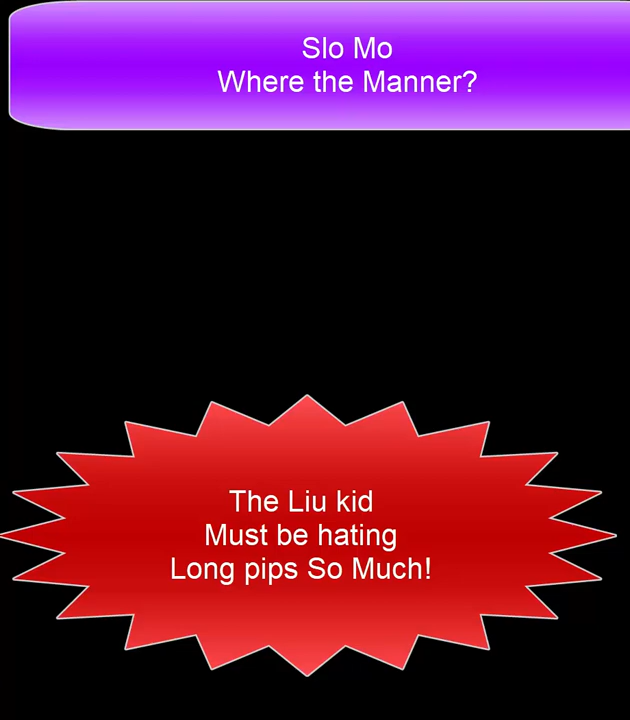 Slo Mo
Where the Manner?
The Liu kid
Must be hating
Long pips So Much!